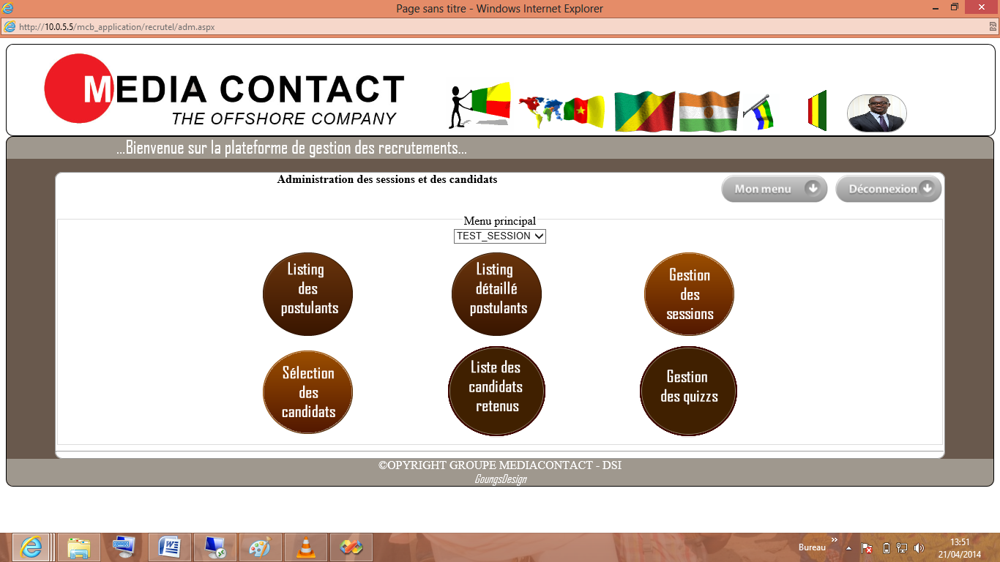 Page sans titre - Windows Internet Explorer
http://10.0.5.5/mcb_application/recrutel/adm.aspx
MEDIA CONTACT
THE OFFSHORE COMPANY
...Bienvenue sur la plateforme de gestion des recrutements...
Administration des sessions et des candidats
Mon menu
Déconnexion
Menu principal
TEST_SESSION
Listing
des
postulants
Listing
détaillé
postulants
Gestion
des
sessions
Sélection
des
candidats
Liste des
candidats
retenus
Gestion
des quizzs
©OPYRIGHT GROUPE MEDIACONTACT - DSI
GoungsDesign
Bureau
13:51
21/04/2014